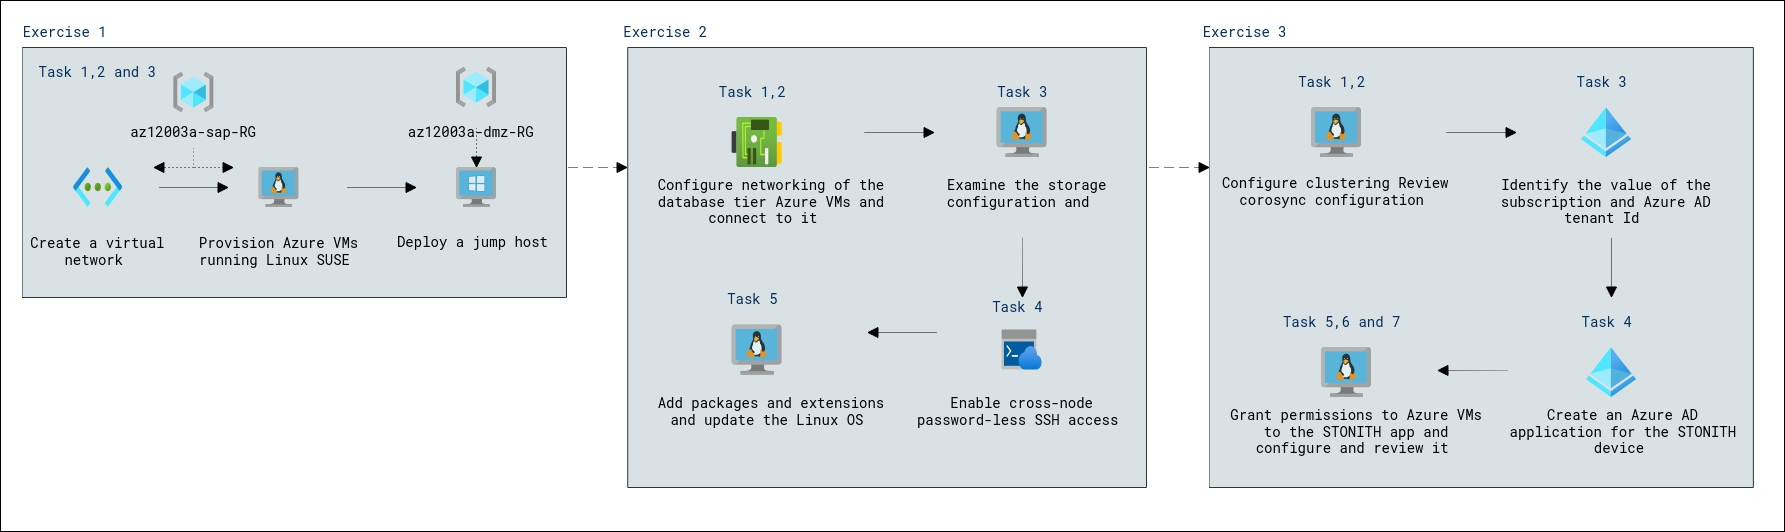 Exercise 1
Task 1,2 and 3
az12003a-sap-RG
az12003a-dmz-RG
Create a virtual
network
Provision Azure VMs
running Linux SUSE
Deploy a jump host
Exercise 2
Task 1,2
Configure networking of the
database tier Azure VMs and
connect to it
Task 3
Examine the storage
configuration and
Task 4
Enable cross-node
password-less SSH access
Task 5
Add packages and extensions
and update the Linux OS
Exercise 3
Task 1,2
Configure clustering Review
corosync configuration
Task 3
Identify the value of the
subscription and Azure AD
tenant Id
Task 4
Create an Azure AD
application for the STONITH
device
Task 5,6 and 7
Grant permissions to Azure VMs
to the STONITH app and
configure and review it